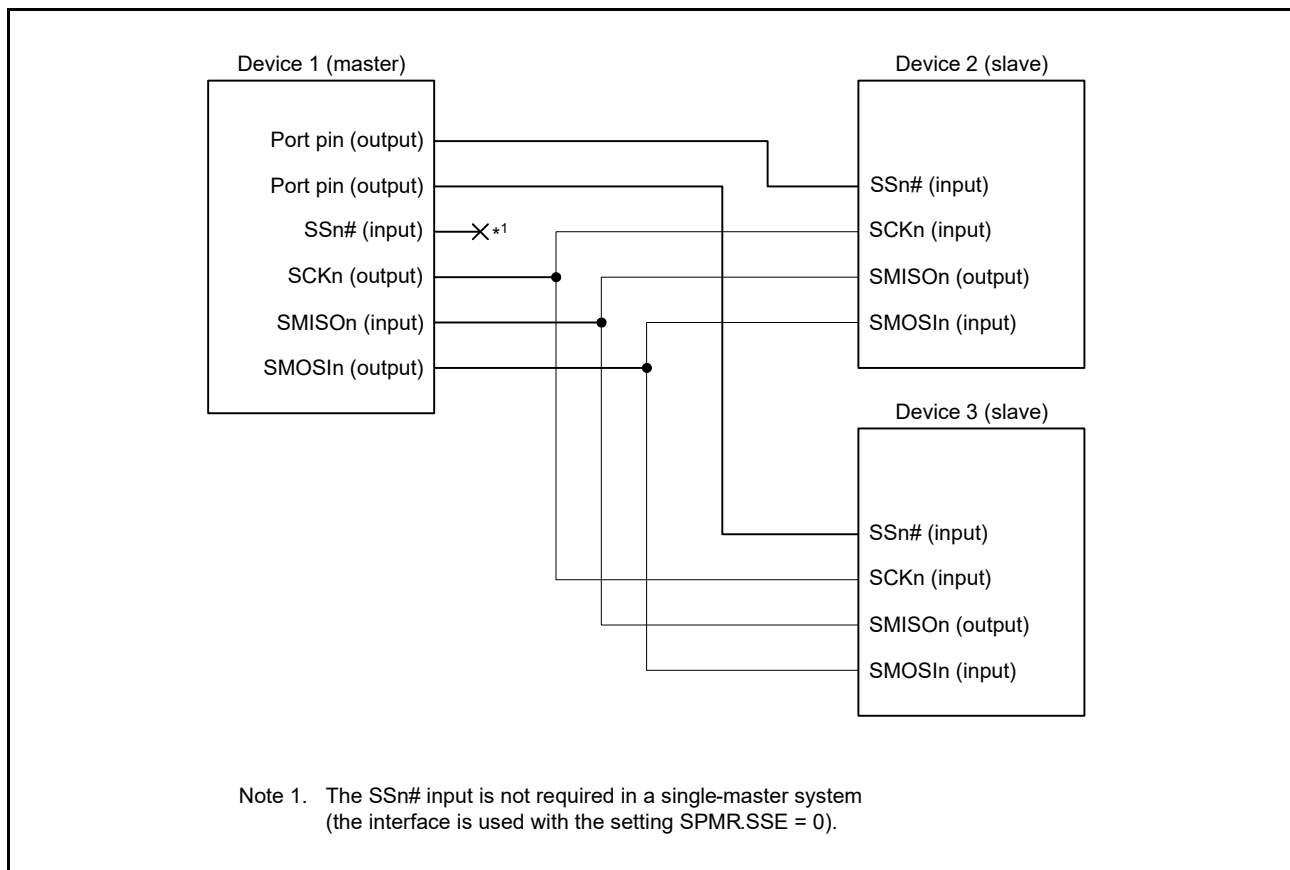 Device 1 (master)
Port pin (output)
Port pin (output)
SSn# (input)
*1
SCKn (output)
SMISOn (input)
SMOSIn (output)
Device 2 (slave)
SSn# (input)
SCKn (input)
SMISOn (output)
SMOSIn (input)
Device 3 (slave)
SSn# (input)
SCKn (input)
SMISOn (output)
SMOSIn (input)
Note 1. The SSn# input is not required in a single-master system
(the interface is used with the setting SPMR.SSE = 0).